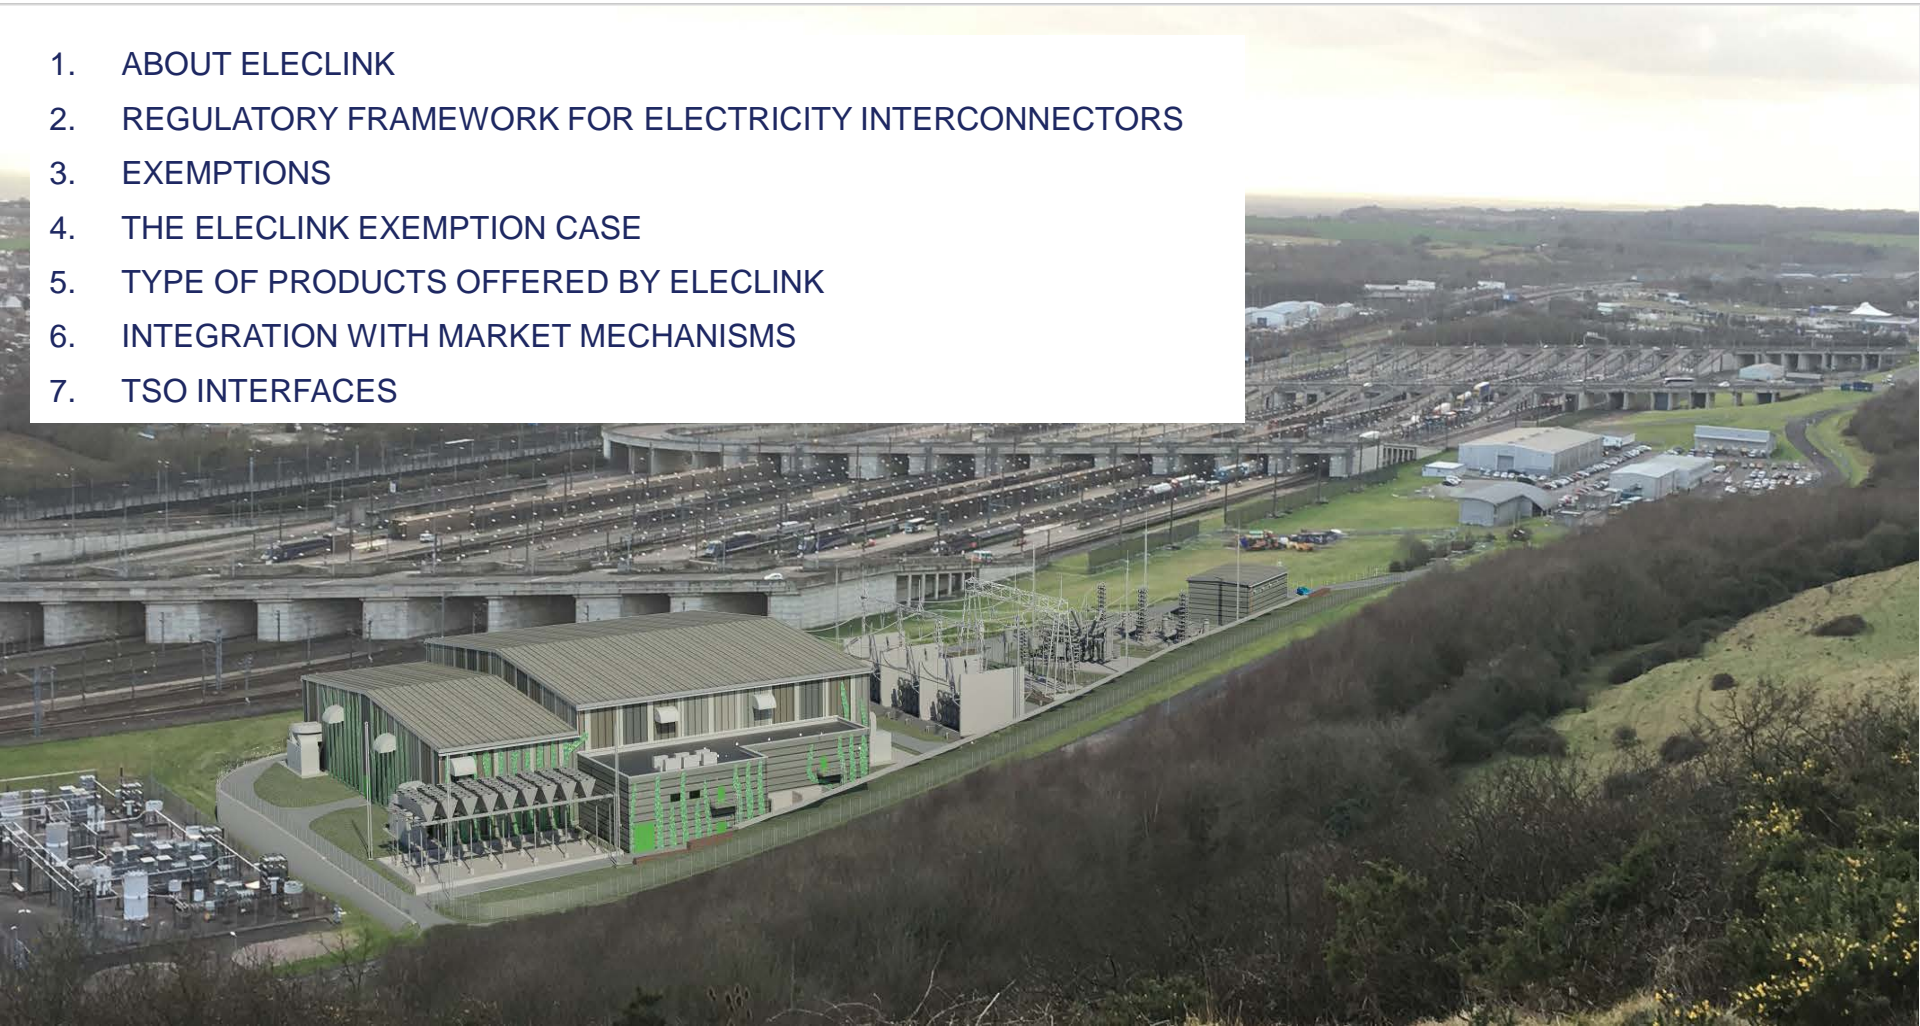 1. ABOUT ELECLINK
2. REGULATORY FRAMEWORK FOR ELECTRICITY INTERCONNECTORS
3. EXEMPTIONS
4. THE ELECLINK EXEMPTION CASE
5. TYPE OF PRODUCTS OFFERED BY ELECLINK
6. INTEGRATION WITH MARKET MECHANISMS
7. TSO INTERFACES